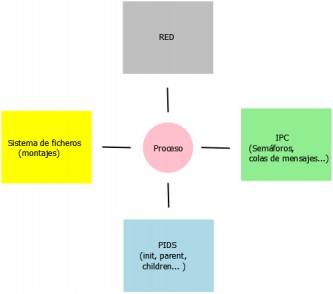 RED
Sistema de ficheros
(montajes)
Proceso
IPC
(Semáforos,
colas de mensajes...)
PIDS
(init, parent,
children... )